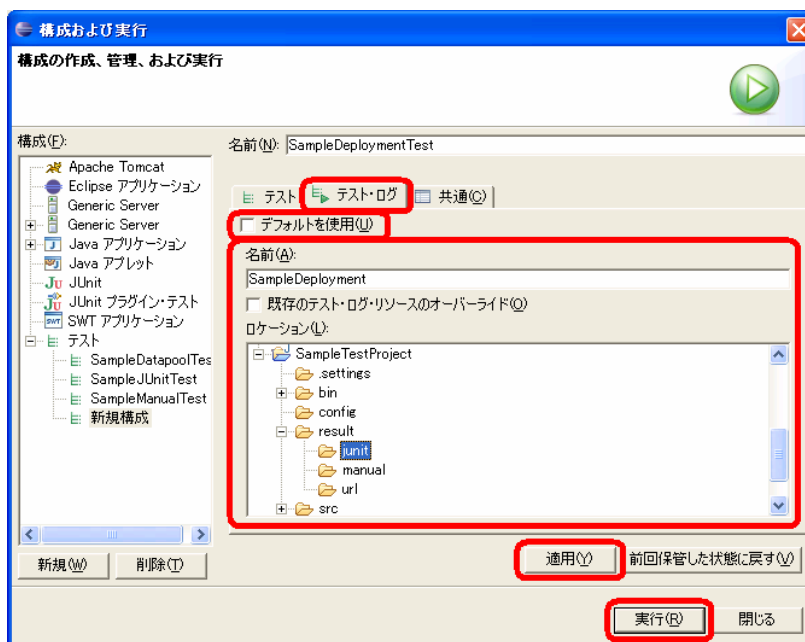 構成および実行
構成の作成、管理、および実行
構成(F):
Apache Tomcat
Eclipse アプリケーション
Generic Server
Generic Server
Java アプリケーション
Java アプレット
JUnit
JUnit プラグイン・テスト
SWT アプリケーション
テスト
SampleDatapoolTes
SampleJUnitTest
SampleManualTest
新規構成
新規(W) 削除(T)
名前(N): SampleDeploymentTest
テスト テスト・ログ 共通(C)
デフォルトを使用(U)
名前(A):
SampleDeployment
既存のテスト・ログ・リソースのオーバーライド(O)
ロケーション(L):
SampleTestProject
.settings
bin
config
result
junit
manual
url
src
適用(Y) 前回保管した状態に戻す(V)
実行(R) 閉じる